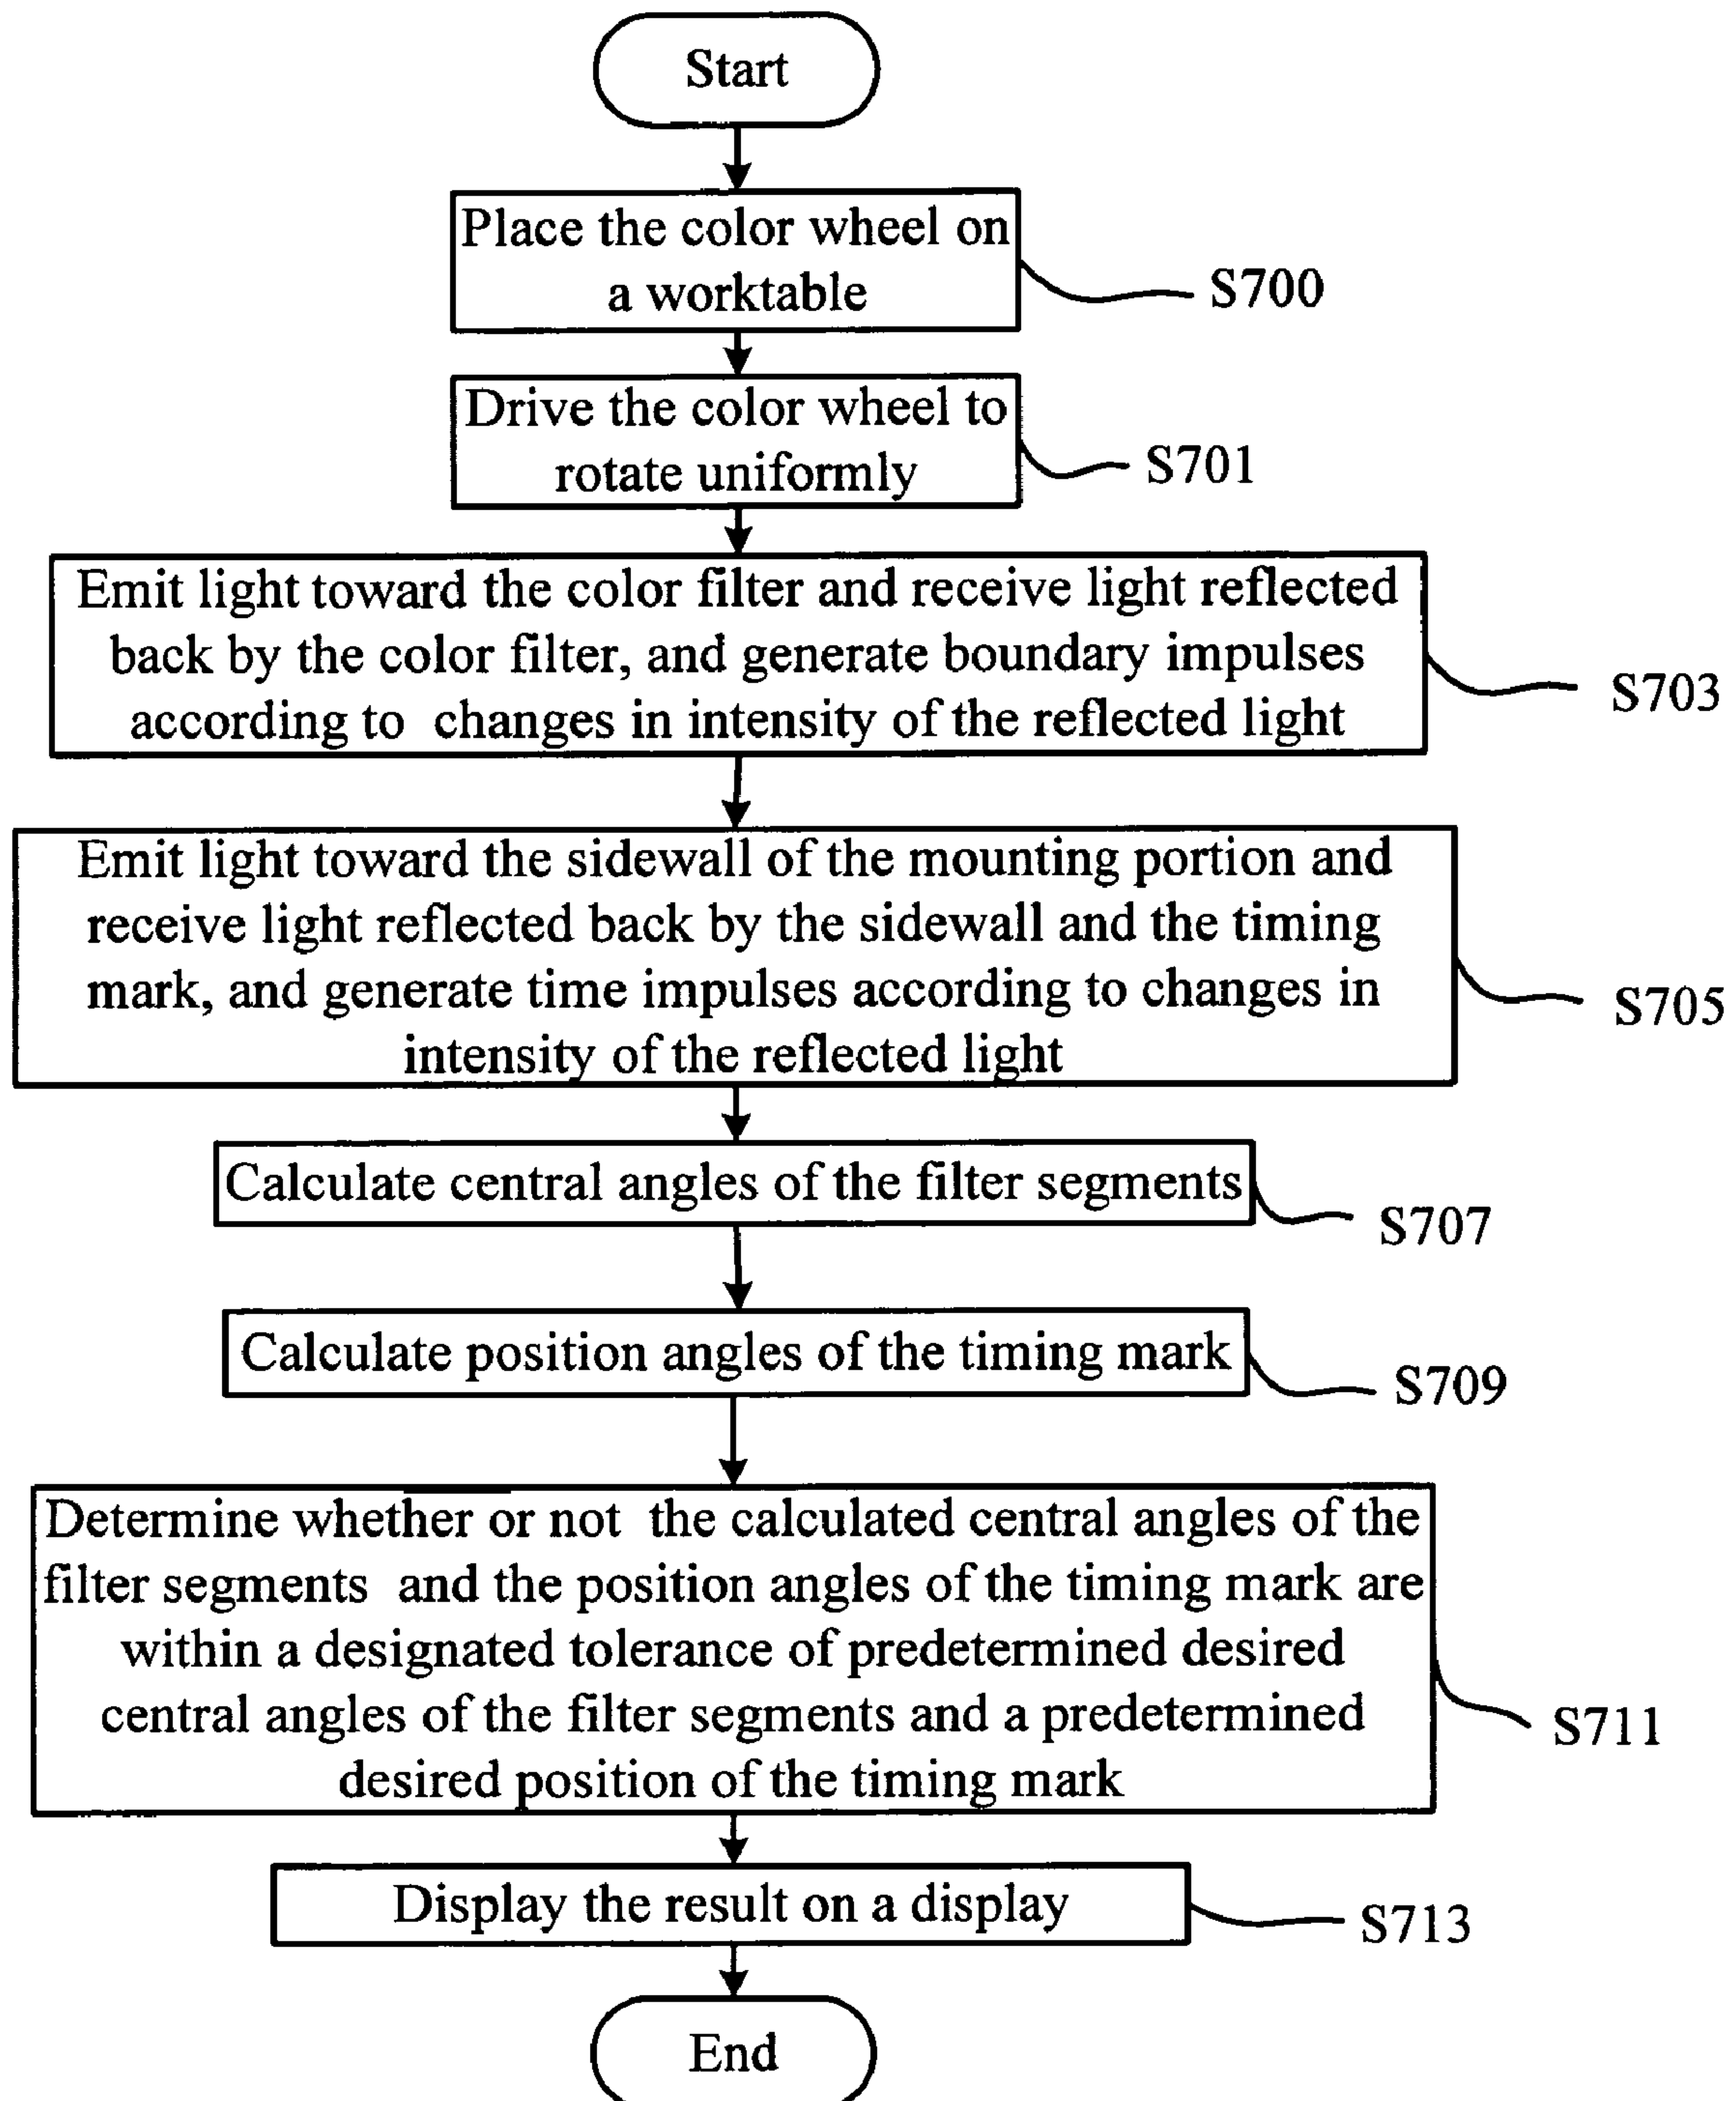 Start
Place the color wheel on
a worktable
S700
Drive the color wheel to
rotate uniformly
S701
Emit light toward the color filter and receive light reflected
back by the color filter, and generate boundary impulses
according to changes in intensity of the reflected light
S703
Emit light toward the sidewall of the mounting portion and
receive light reflected back by the sidewall and the timing
mark, and generate time impulses according to changes in
intensity of the reflected light
S705
Calculate central angles of the filter segments
S707
Calculate position angles of the timing mark
S709
Determine whether or not the calculated central angles of the
filter segments and the position angles of the timing mark are
within a designated tolerance of predetermined desired
central angles of the filter segments and a predetermined
desired position of the timing mark
S711
Display the result on a display
S713
End